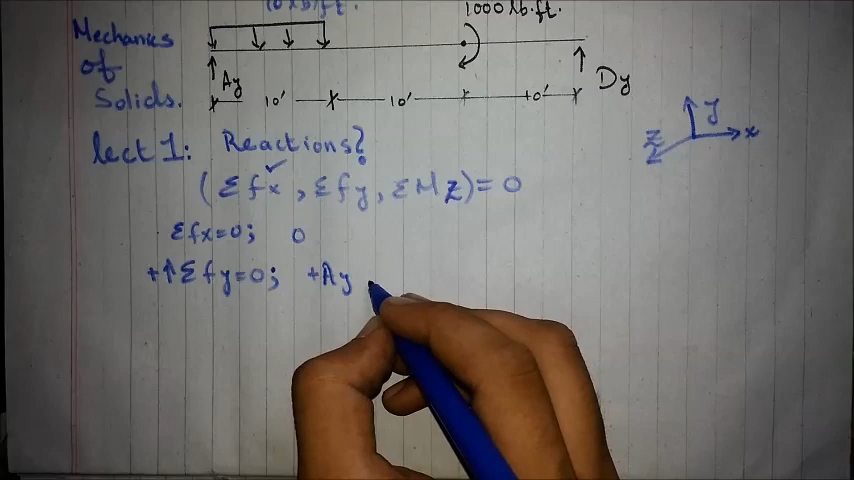 1000 lb.ft.
Mechanics
of
Solids.
Ay
Dy
10' 10'
y
x
z
lect 1: Reactions?
(Σfx, Σfy, ΣMz)=0
Σfx=0; 0
+↑Σfy=0; +Ay